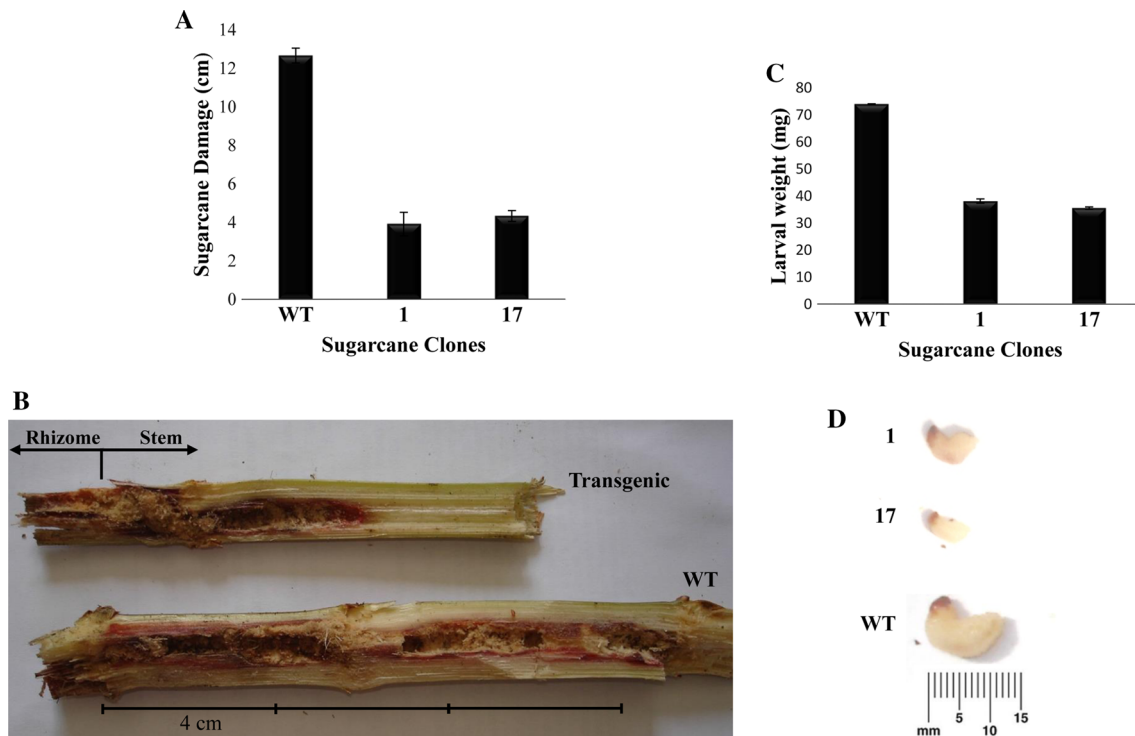 A
Sugarcane Damage (cm)
14
12
10
8
6
4
2
0
WT 1 17
Sugarcane Clones
C
Larval weight (mg)
80
70
60
50
40
30
20
10
0
WT 1 17
Sugarcane Clones
B
Rhizome Stem
Transgenic
WT
4 cm
D
1
17
WT
5 15
mm 10